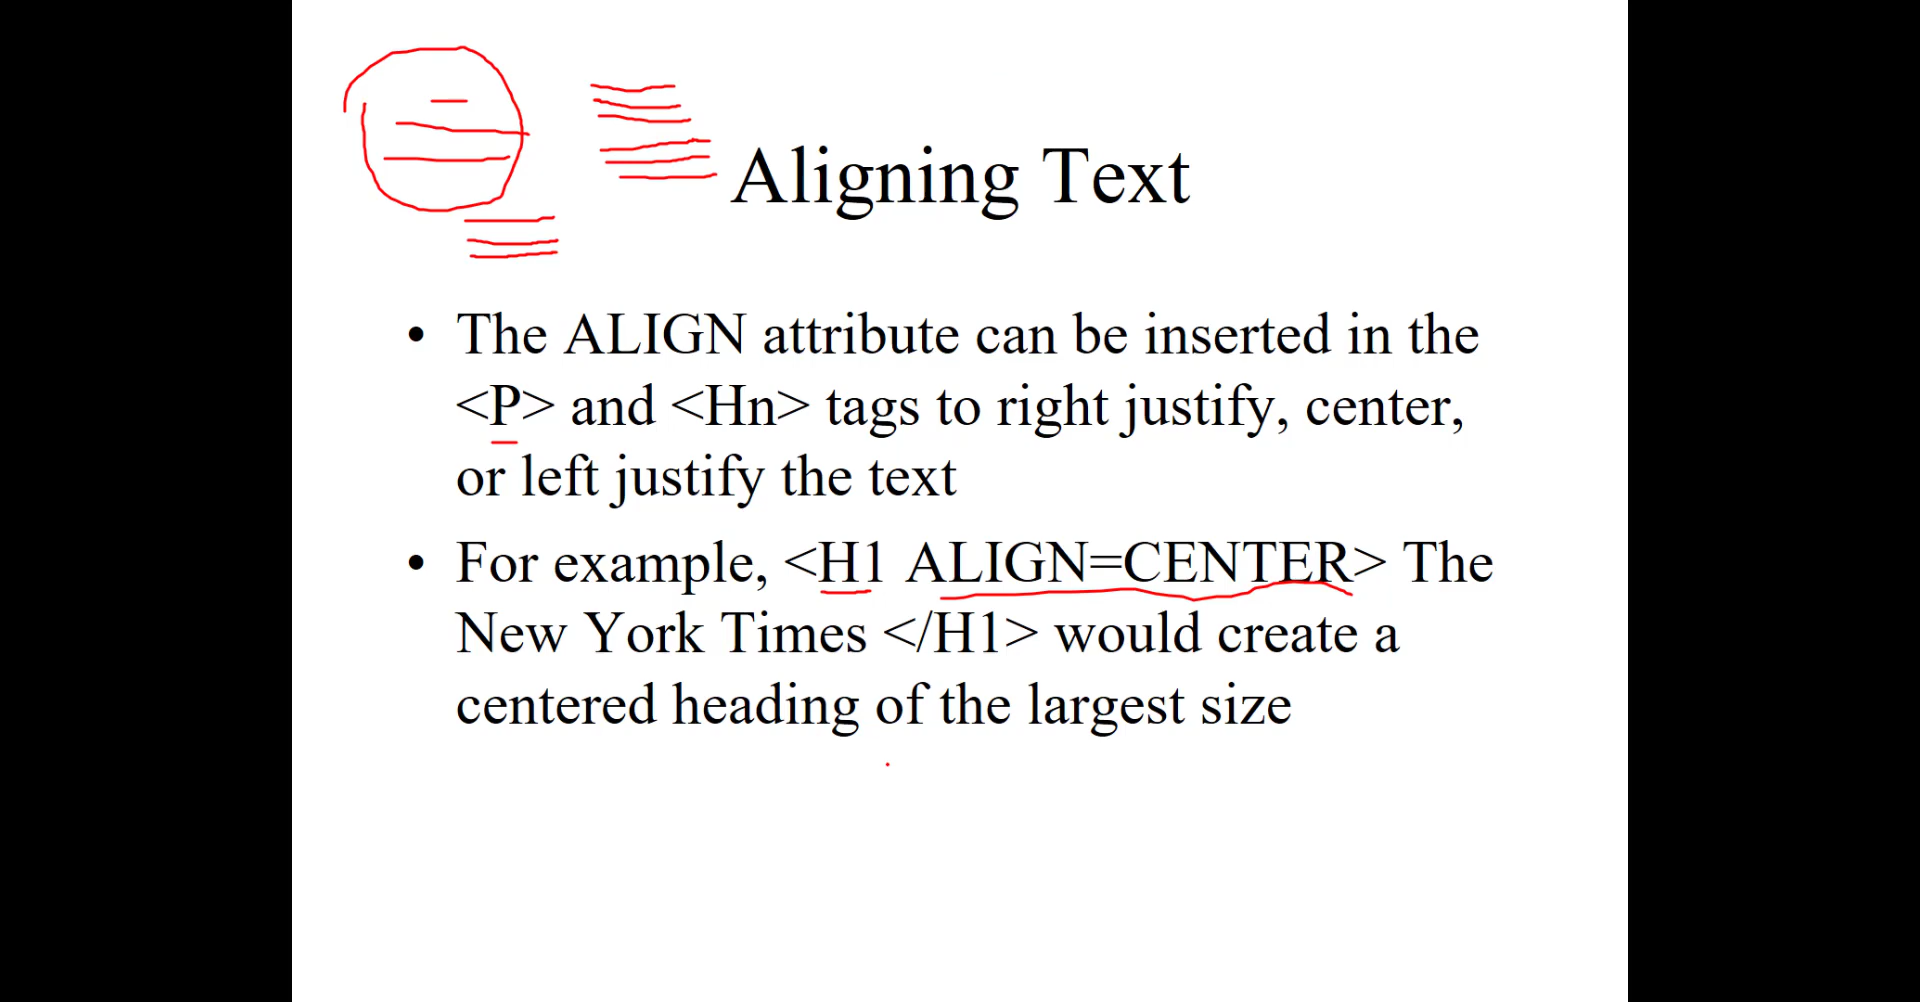 Aligning Text
• The ALIGN attribute can be inserted in the
<P> and <Hn> tags to right justify, center,
or left justify the text
• For example, <H1 ALIGN=CENTER> The
New York Times </H1> would create a
centered heading of the largest size